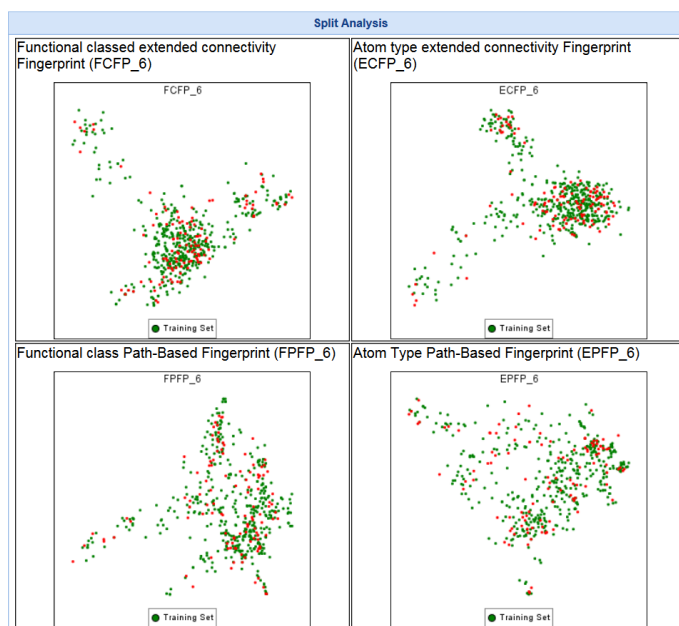 Split Analysis
Functional classed extended connectivity
Fingerprint (FCFP_6)
FCFP_6
Training Set
Atom type extended connectivity Fingerprint
(ECFP_6)
ECFP_6
Training Set
Functional class Path-Based Fingerprint (FPFP_6)
FPFP_6
Training Set
Atom Type Path-Based Fingerprint (EPFP_6)
EPFP_6
Training Set